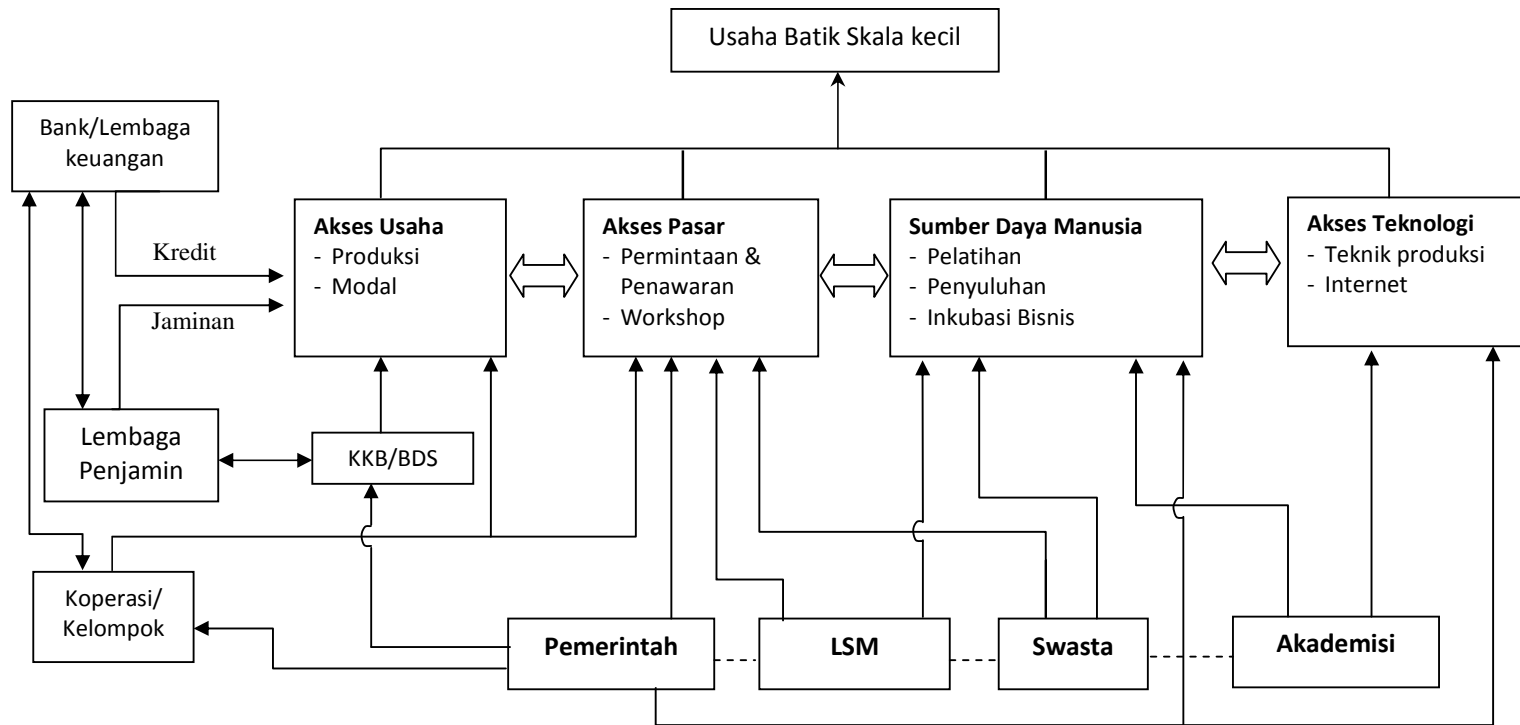 Usaha Batik Skala kecil
Bank/Lembaga
keuangan
Akses Usaha
- Produksi
- Modal
Akses Pasar
- Permintaan &
Penawaran
- Workshop
Sumber Daya Manusia
- Pelatihan
- Penyuluhan
- Inkubasi Bisnis
Akses Teknologi
- Teknik produksi
- Internet
Kredit
Jaminan
Lembaga
Penjamin
KKB/BDS
Koperasi/
Kelompok
Pemerintah
LSM
Swasta
Akademisi